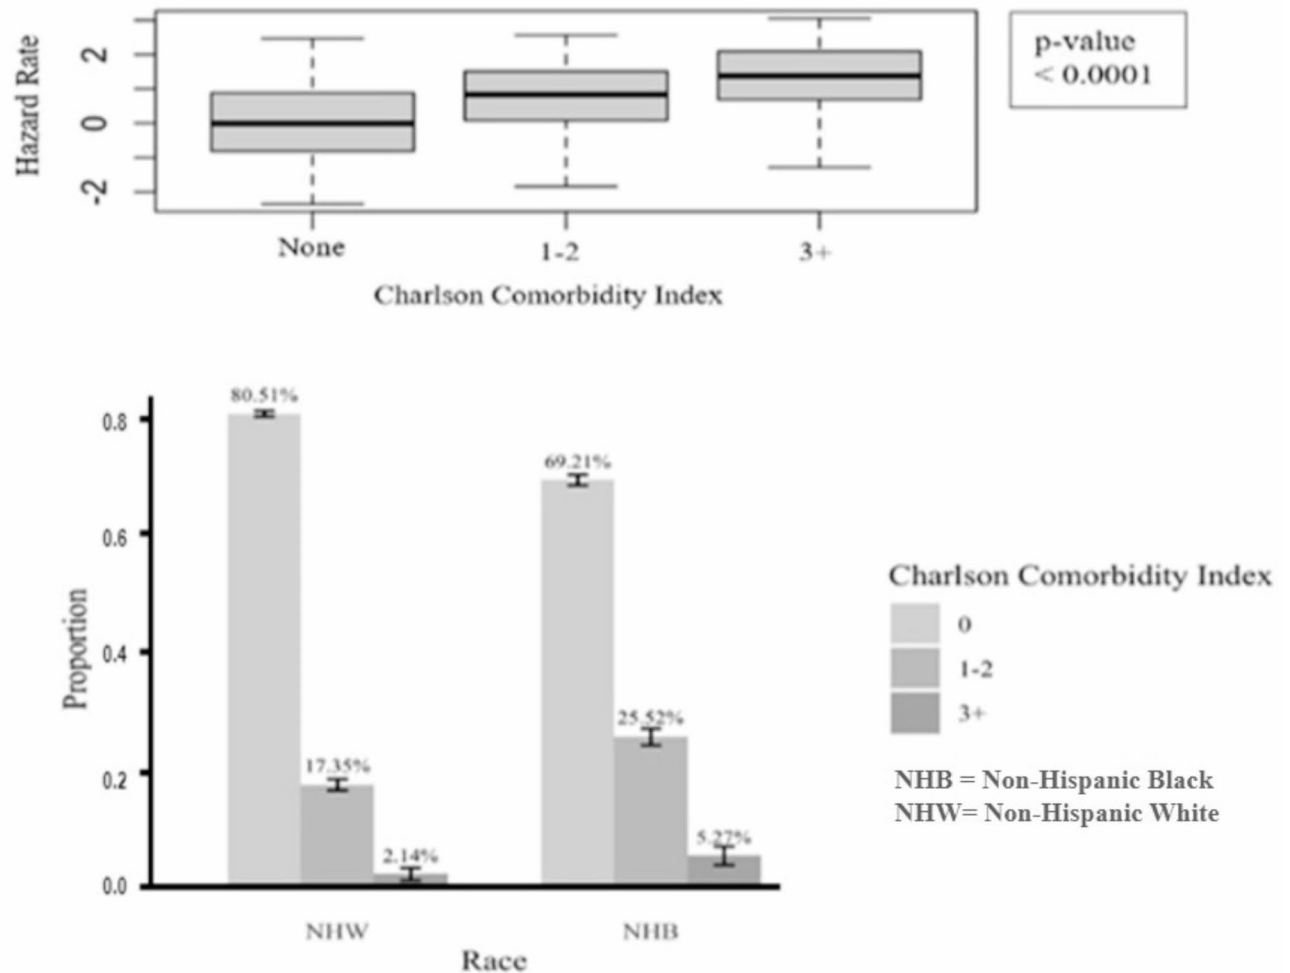 Hazard Rate
2
0
-2
None
1-2
3+
Charlson Comorbidity Index
p-value
< 0.0001
Proportion
0.8
0.6
0.4
0.2
0.0
80.51%
17.35%
2.14%
69.21%
25.52%
5.27%
NHW
NHB
Race
Charlson Comorbidity Index
0
1-2
3+
NHB = Non-Hispanic Black
NHW= Non-Hispanic White